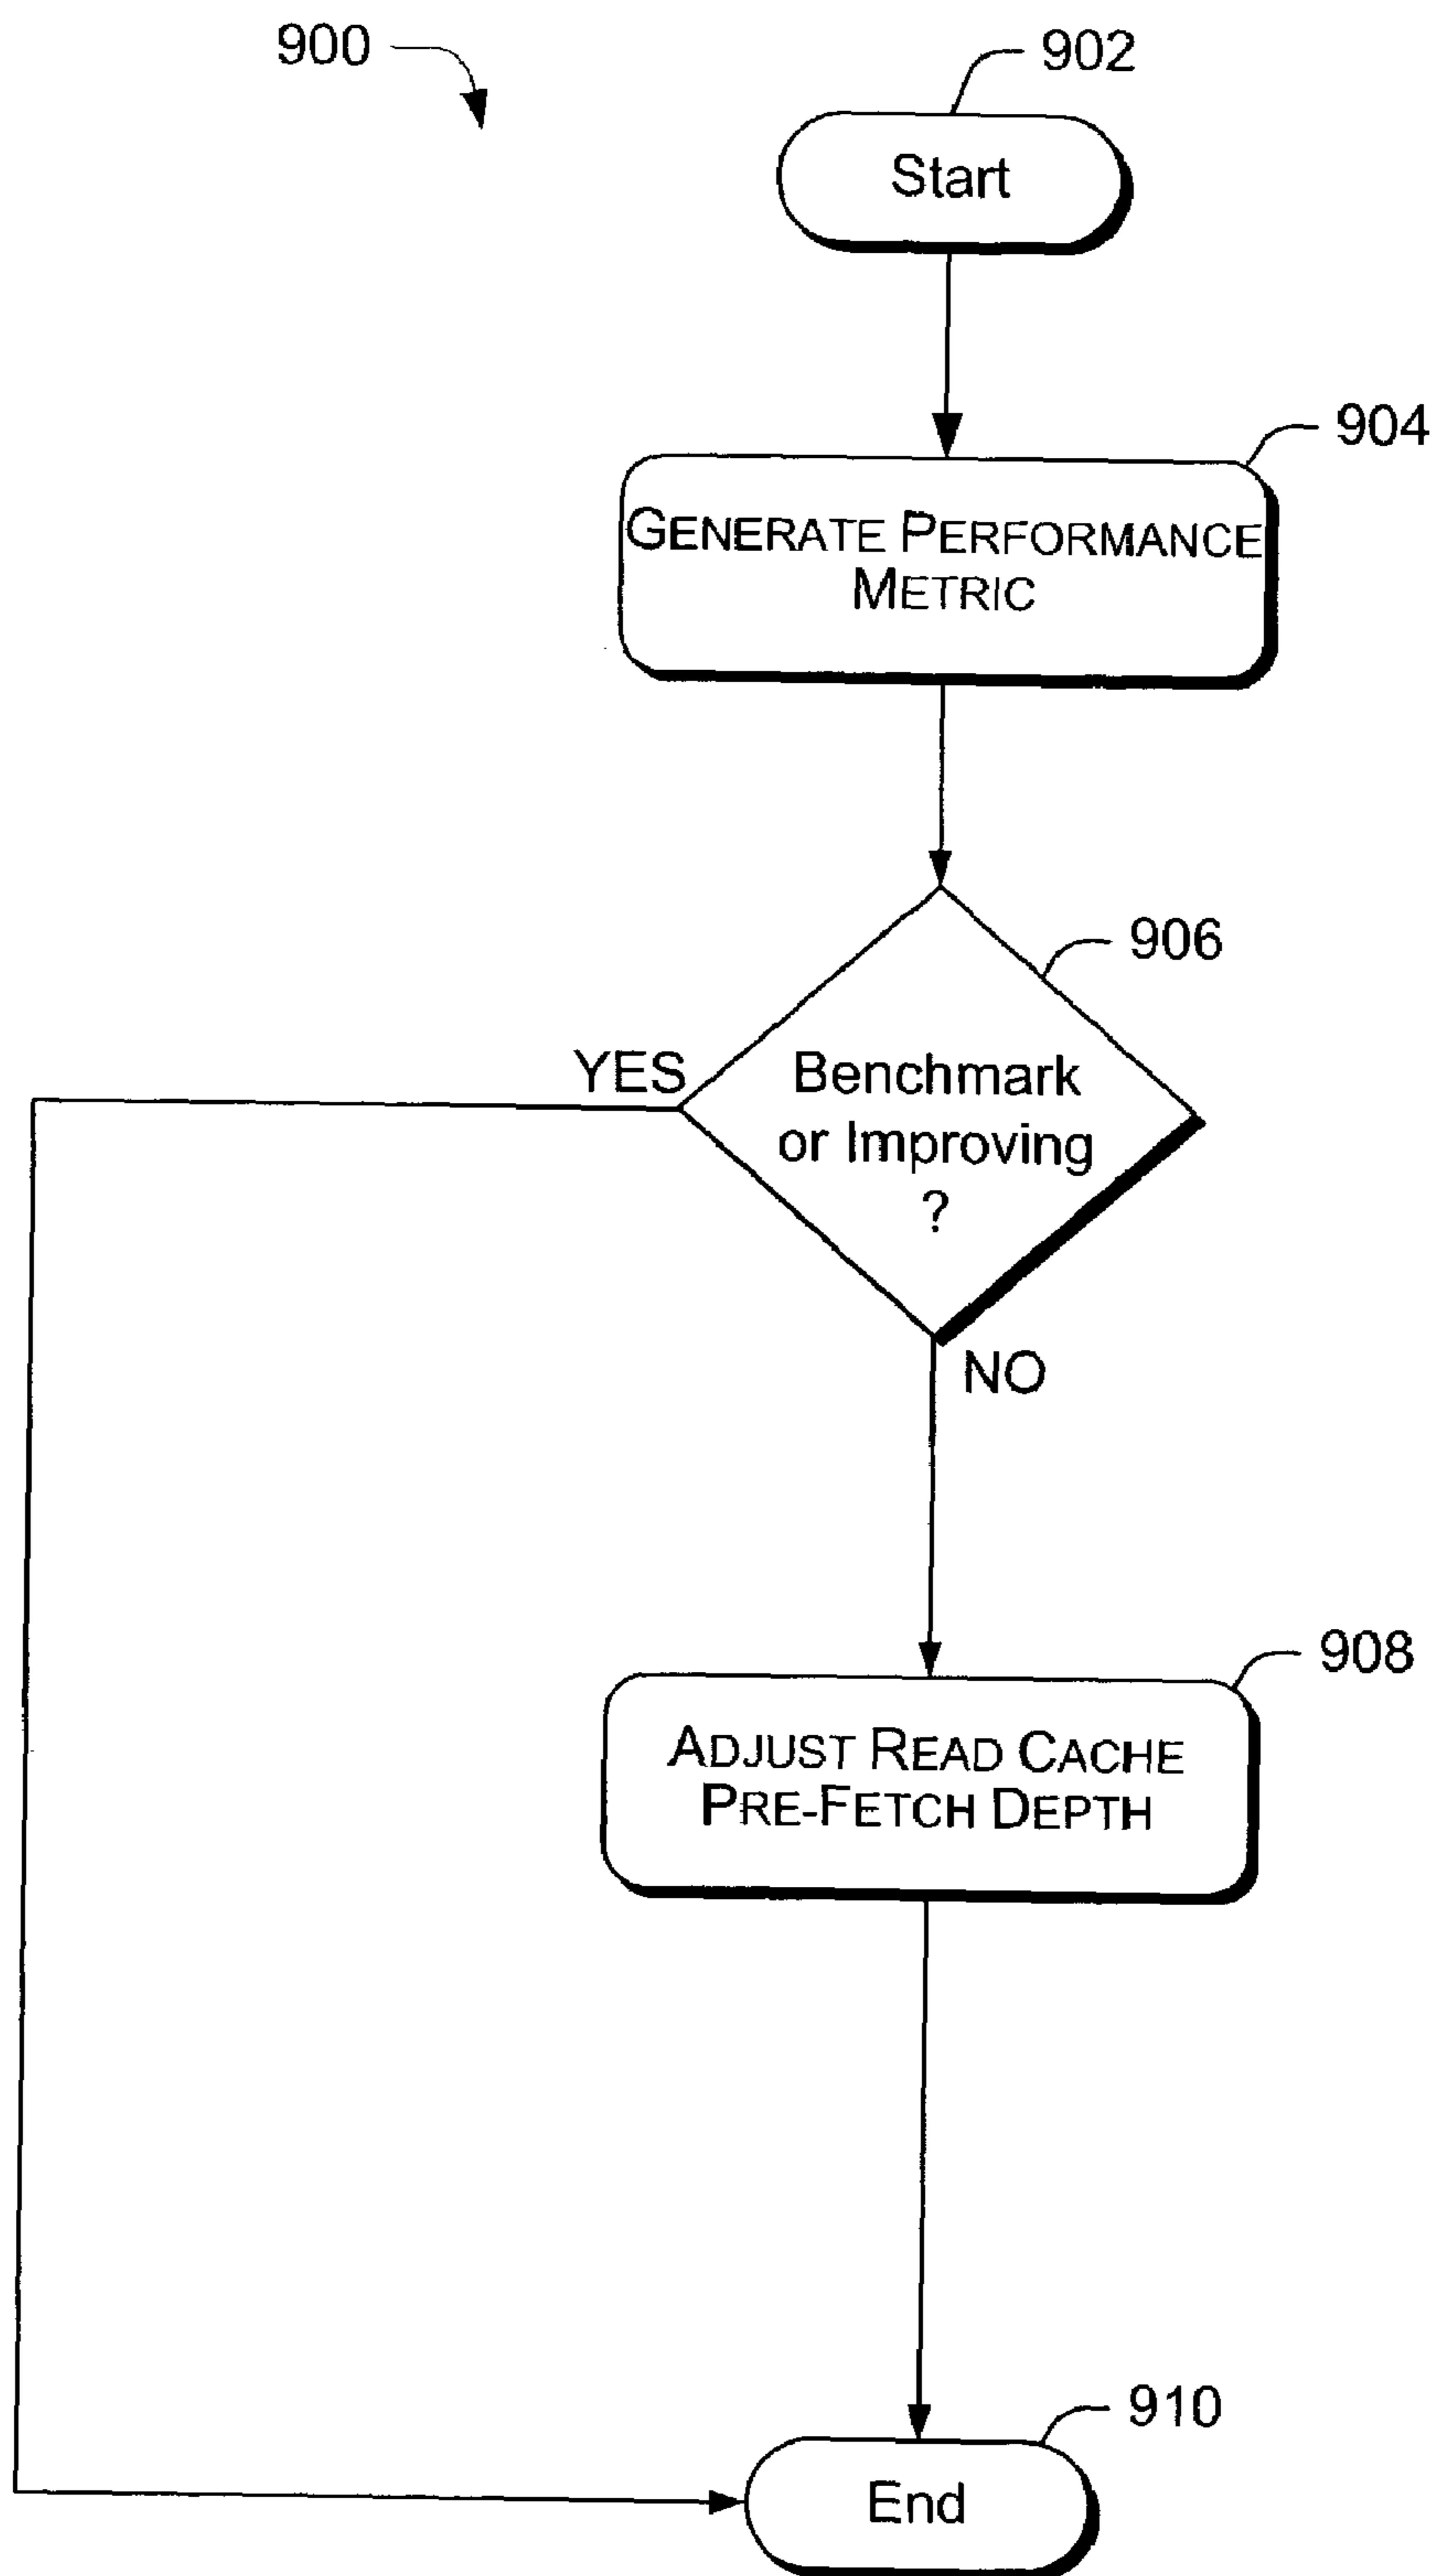 900
902
Start
904
GENERATE PERFORMANCE
METRIC
906
YES
Benchmark
or Improving
?
NO
908
ADJUST READ CACHE
PRE-FETCH DEPTH
910
End